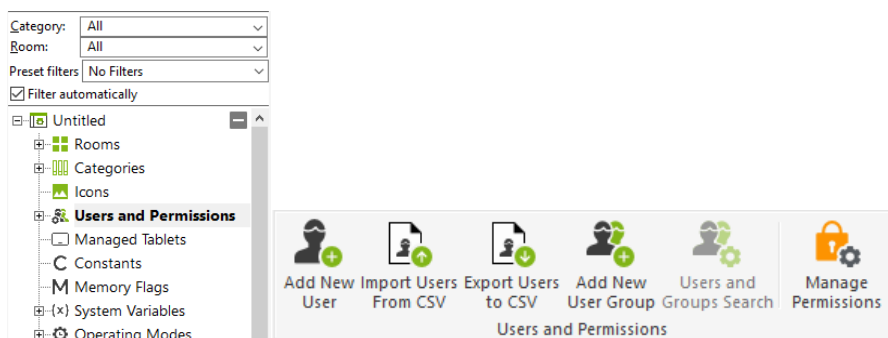 Category: All
Room: All
Preset filters No Filters
Filter automatically
Untitled
Rooms
Categories
Icons
Users and Permissions
Managed Tablets
C Constants
M Memory Flags
{x} System Variables
Operating Modes
Add New User
Import Users From CSV
Export Users to CSV
Add New User Group
Users and Groups Search
Manage Permissions
Users and Permissions